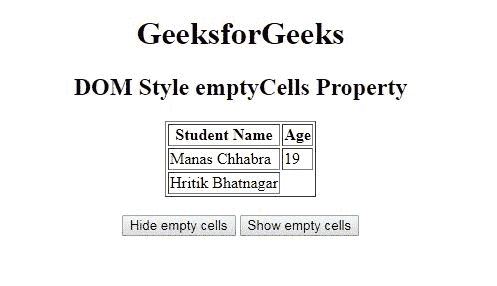 GeeksforGeeks
DOM Style emptyCells Property
Student Name Age
Manas Chhabra 19
Hritik Bhatnagar
Hide empty cells Show empty cells